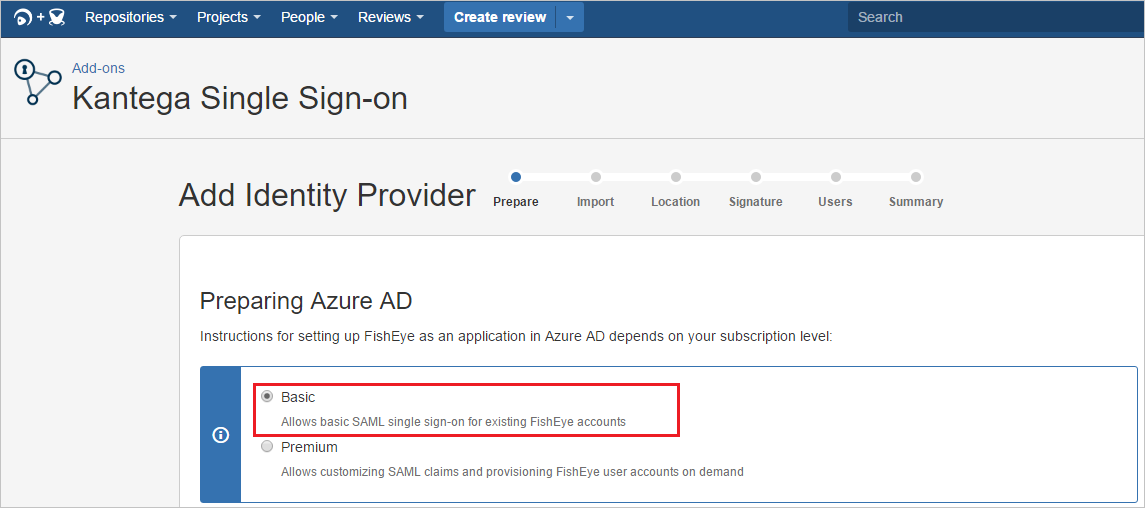 + Repositories Projects People Reviews Create review Search
Add-ons
Kantega Single Sign-on
Add Identity Provider
Prepare Import Location Signature Users Summary
Preparing Azure AD
Instructions for setting up FishEye as an application in Azure AD depends on your subscription level:
Basic
Allows basic SAML single sign-on for existing FishEye accounts
Premium
Allows customizing SAML claims and provisioning FishEye user accounts on demand